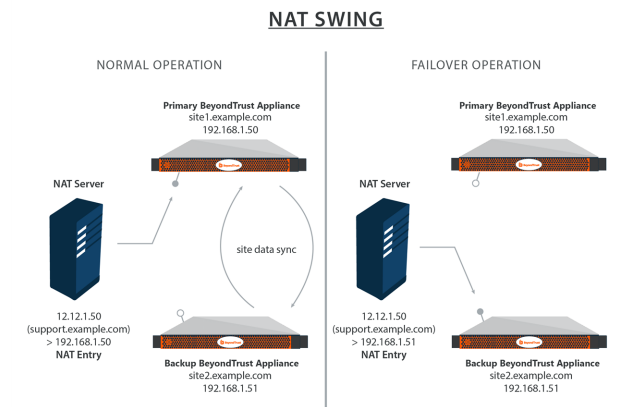 NAT SWING
NORMAL OPERATION
Primary BeyondTrust Appliance
site1.example.com
192.168.1.50
BeyondTrust
NAT Server
site data sync
12.12.1.50
(support.example.com)
> 192.168.1.50
NAT Entry
BeyondTrust
Backup BeyondTrust Appliance
site2.example.com
192.168.1.51
FAILOVER OPERATION
Primary BeyondTrust Appliance
site1.example.com
192.168.1.50
BeyondTrust
NAT Server
12.12.1.50
(support.example.com)
> 192.168.1.51
NAT Entry
BeyondTrust
Backup BeyondTrust Appliance
site2.example.com
192.168.1.51